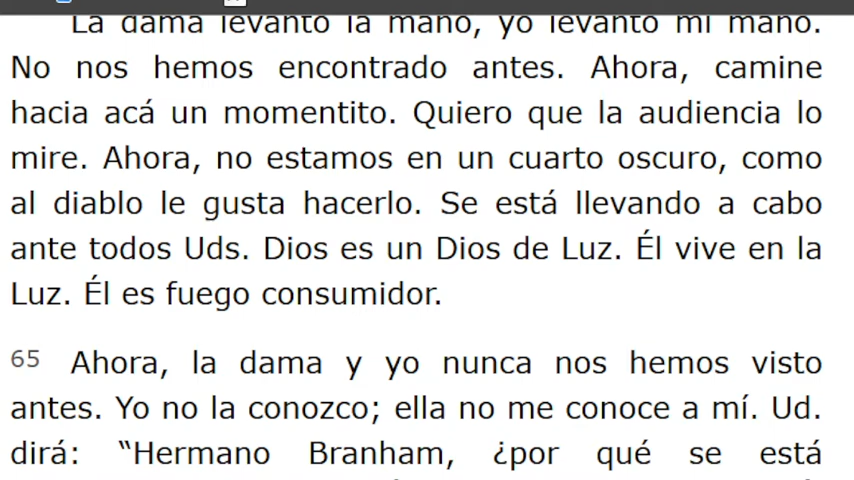 La dama levantó la mano, yo levanto mi mano.
No nos hemos encontrado antes. Ahora, camine
hacia acá un momentito. Quiero que la audiencia lo
mire. Ahora, no estamos en un cuarto oscuro, como
al diablo le gusta hacerlo. Se está llevando a cabo
ante todos Uds. Dios es un Dios de Luz. Él vive en la
Luz. Él es fuego consumidor.
65 Ahora, la dama y yo nunca nos hemos visto
antes. Yo no la conozco; ella no me conoce a mí. Ud.
dirá: “Hermano Branham, ¿por qué se está